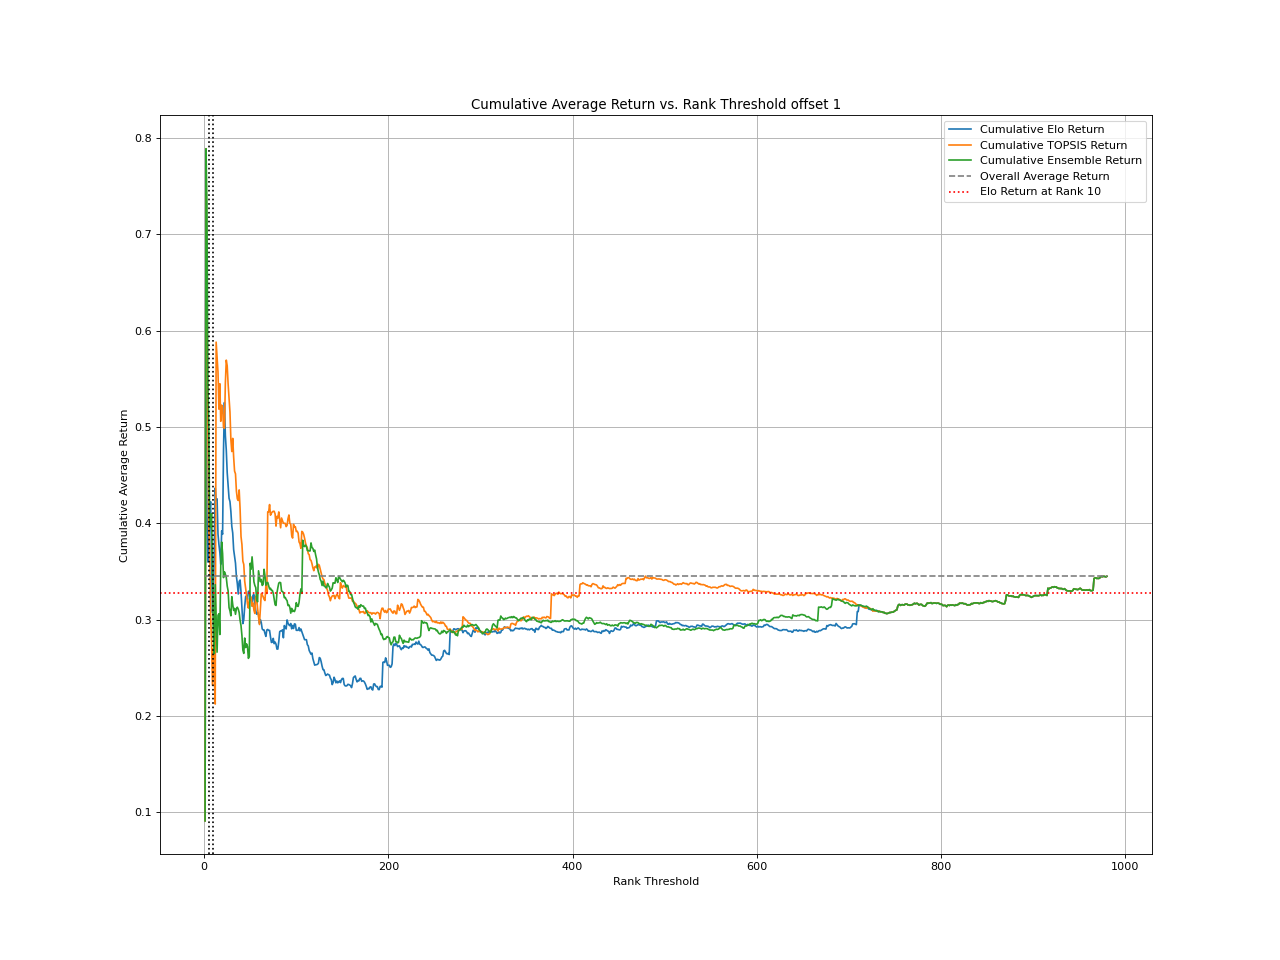 Cumulative Average Return vs. Rank Threshold offset 1
Cumulative Elo Return
Cumulative TOPSIS Return
Cumulative Ensemble Return
Overall Average Return
Elo Return at Rank 10
Cumulative Average Return
0.8
0.7
0.6
0.5
0.4
0.3
0.2
0.1
0
200
400
600
800
1000
Rank Threshold